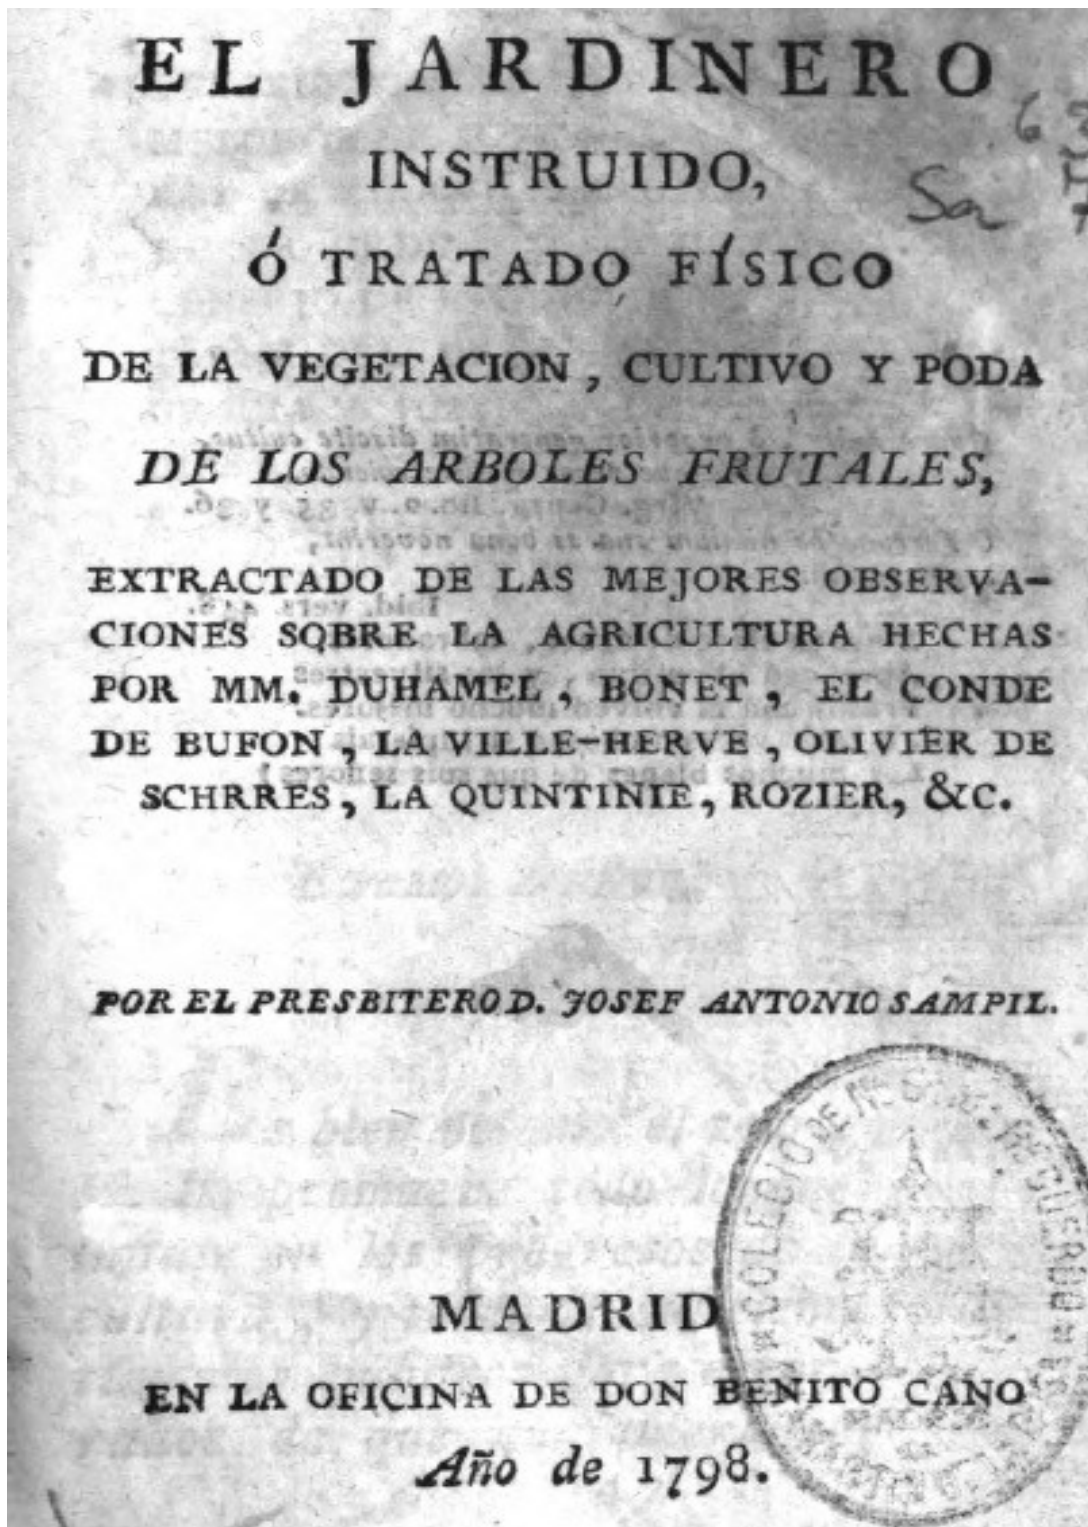 EL JARDINERO
INSTRUIDO,
Ó TRATADO FÍSICO
DE LA VEGETACION, CULTIVO Y PODA
DE LOS ARBOLES FRUTALES,
EXTRACTADO DE LAS MEJORES OBSERVA-
CIONES SOBRE LA AGRICULTURA HECHAS
POR MM. DUHAMEL, BONET, EL CONDE
DE BUFON, LA VILLE-HERVE, OLIVIER DE
SCHRRES, LA QUINTINIE, ROZIER, &C.
Sa
POR EL PRESBITERO D. JOSEF ANTONIO SAMPIL.
COLEGIO DE
MADRID
EN LA OFICINA DE DON BENITO CANO
Año de 1798.